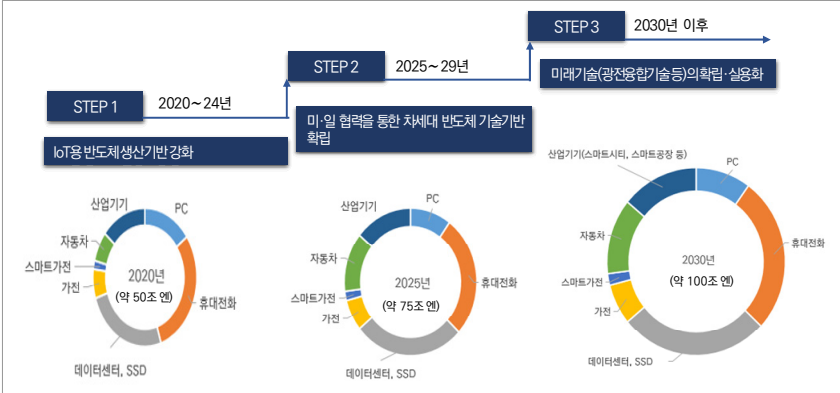 STEP 1
2020~24년
IoT용 반도체 생산기반 강화
STEP 2
2025~29년
미·일 협력을 통한 차세대 반도체 기술기반
확립
STEP 3
2030년 이후
미래기술(광전융합기술 등)의 확립·실용화
산업기기
PC
자동차
스마트가전
가전
2020년
(약 50조 엔)
휴대전화
데이터센터, SSD
산업기기
PC
자동차
스마트가전
가전
2025년
(약 75조 엔)
휴대전화
데이터센터, SSD
산업기기(스마트시티, 스마트공장 등)
PC
자동차
스마트가전
가전
2030년
(약 100조 엔)
휴대전화
데이터센터, SSD